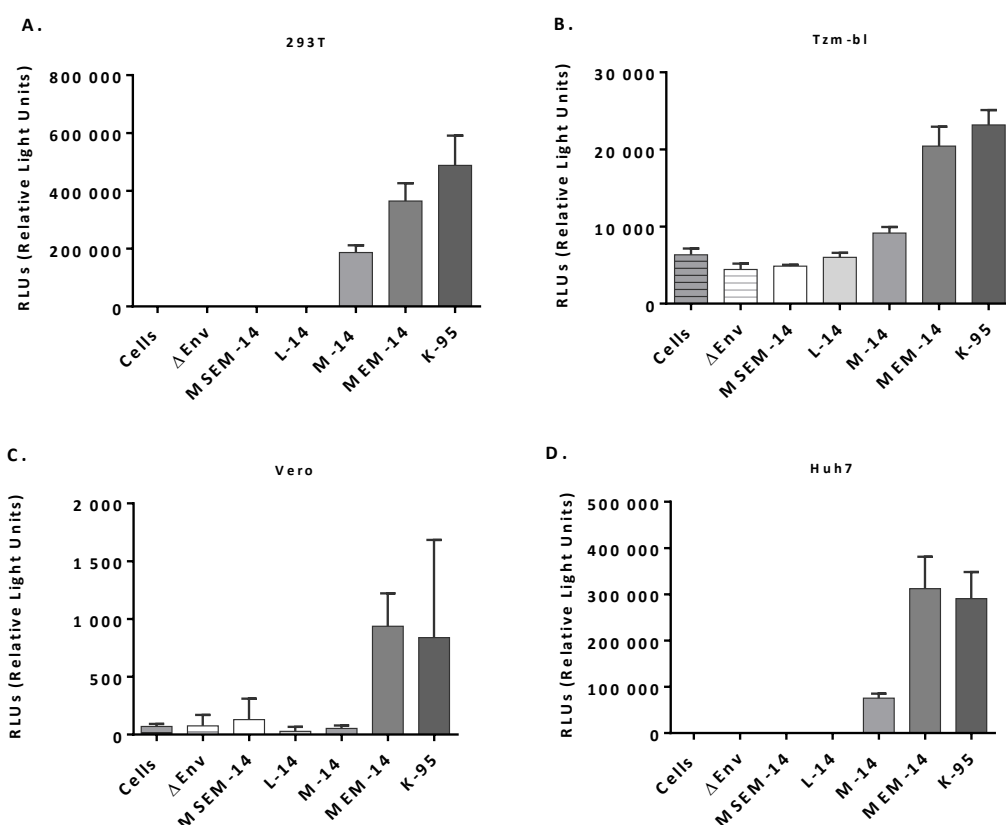 A.
293T
RLUs (Relative Light Units)
800 000
600 000
400 000
200 000
0
Cells
ΔEnv
MSEM-14
L-14
M-14
MEM-14
K-95
B.
Tzm-bl
RLUs (Relative Light Units)
30 000
20 000
10 000
0
Cells
ΔEnv
MSEM-14
L-14
M-14
MEM-14
K-95
C.
Vero
RLUs (Relative Light Units)
2 000
1 500
1 000
500
0
Cells
ΔEnv
MSEM-14
L-14
M-14
MEM-14
K-95
D.
Huh7
RLUs (Relative Light Units)
500 000
400 000
300 000
200 000
100 000
0
Cells
ΔEnv
MSEM-14
L-14
M-14
MEM-14
K-95